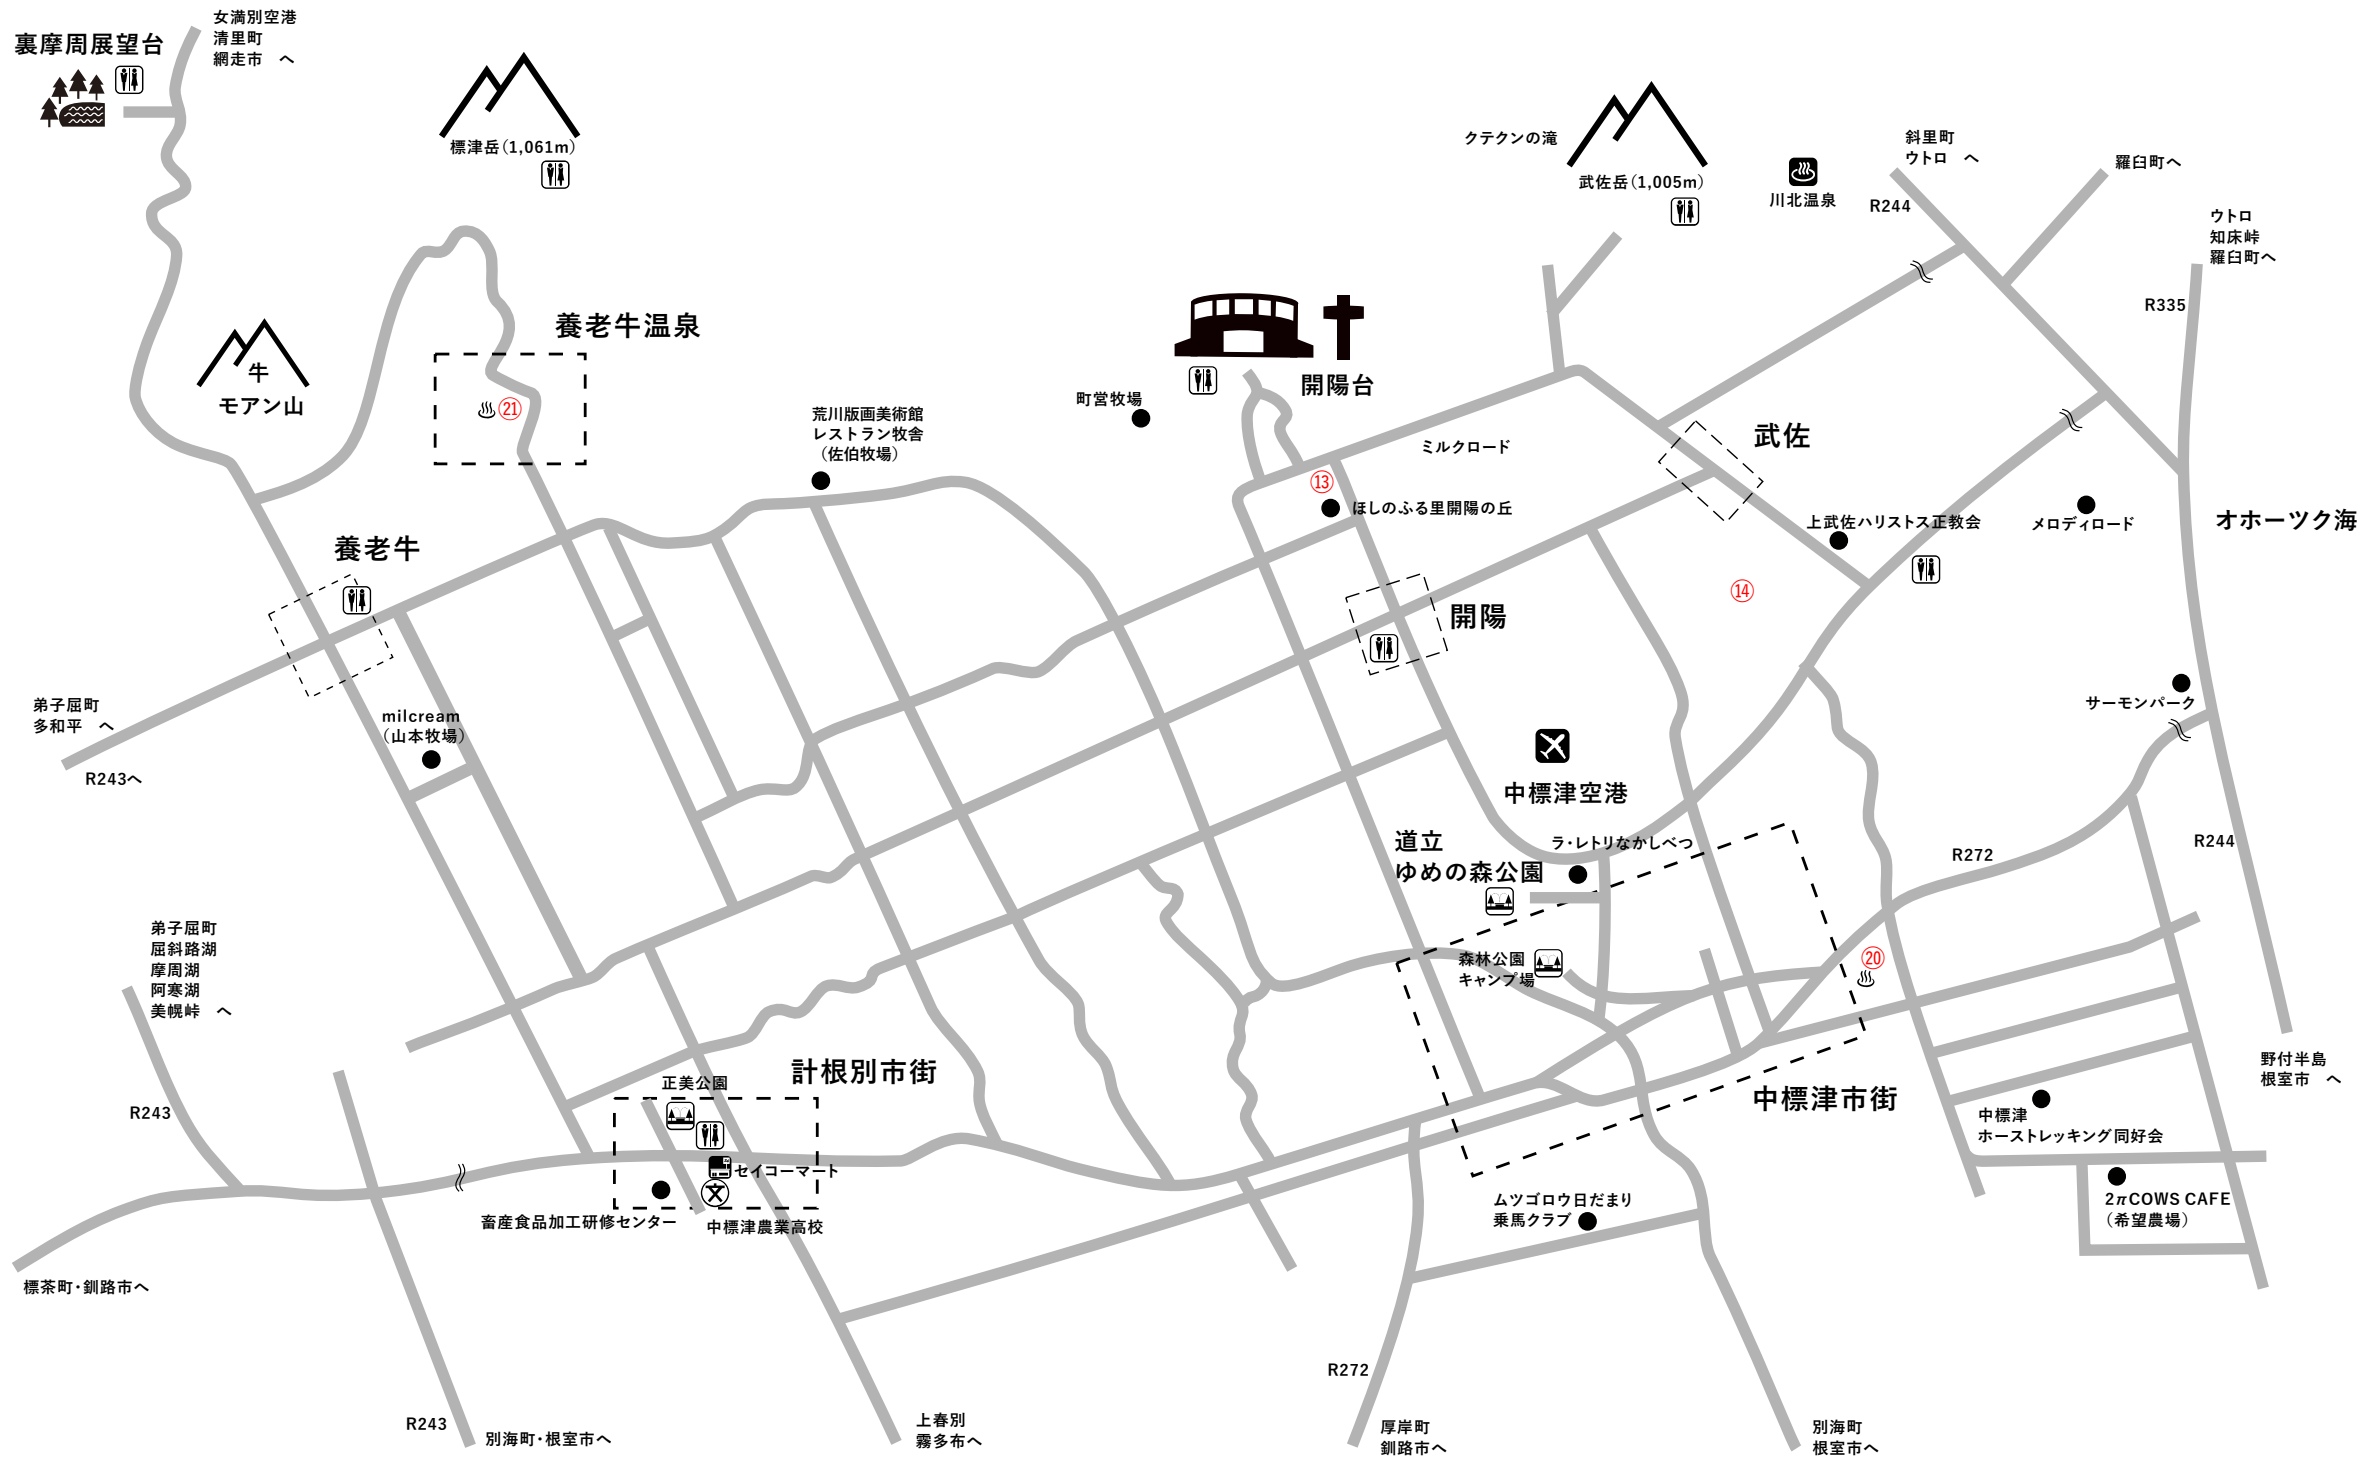 女満別空港
清里町
網走市　へ
裏摩周展望台
標津岳（1,061m）
クテクンの滝
武佐岳（1,005m）
川北温泉
斜里町
ウトロ　へ
R244
羅臼町へ
ウトロ
知床峠
羅臼町へ
R335
牛
モアン山
養老牛温泉
㉑
荒川版画美術館
レストラン牧舎
（佐伯牧場）
町営牧場
開陽台
ミルクロード
⑬
ほしのふる里開陽の丘
武佐
上武佐ハリストス正教会
メロディロード
オホーツク海
養老牛
開陽
⑭
弟子屈町
多和平　へ
R243へ
milcream
（山本牧場）
サーモンパーク
中標津空港
道立
ゆめの森公園
ラ・レトリなかしべつ
R272
R244
弟子屈町
屈斜路湖
摩周湖
阿寒湖
美幌峠　へ
R243
森林公園
キャンプ場
⑳
計根別市街
正美公園
セイコーマート
文
畜産食品加工研修センター
中標津農業高校
中標津市街
中標津
ホーストレッキング同好会
野付半島
根室市　へ
2πCOWS CAFE
（希望農場）
ムツゴロウ日だまり
乗馬クラブ
標茶町・釧路市へ
R243
別海町・根室市へ
上春別
霧多布へ
R272
厚岸町
釧路市へ
別海町
根室市へ